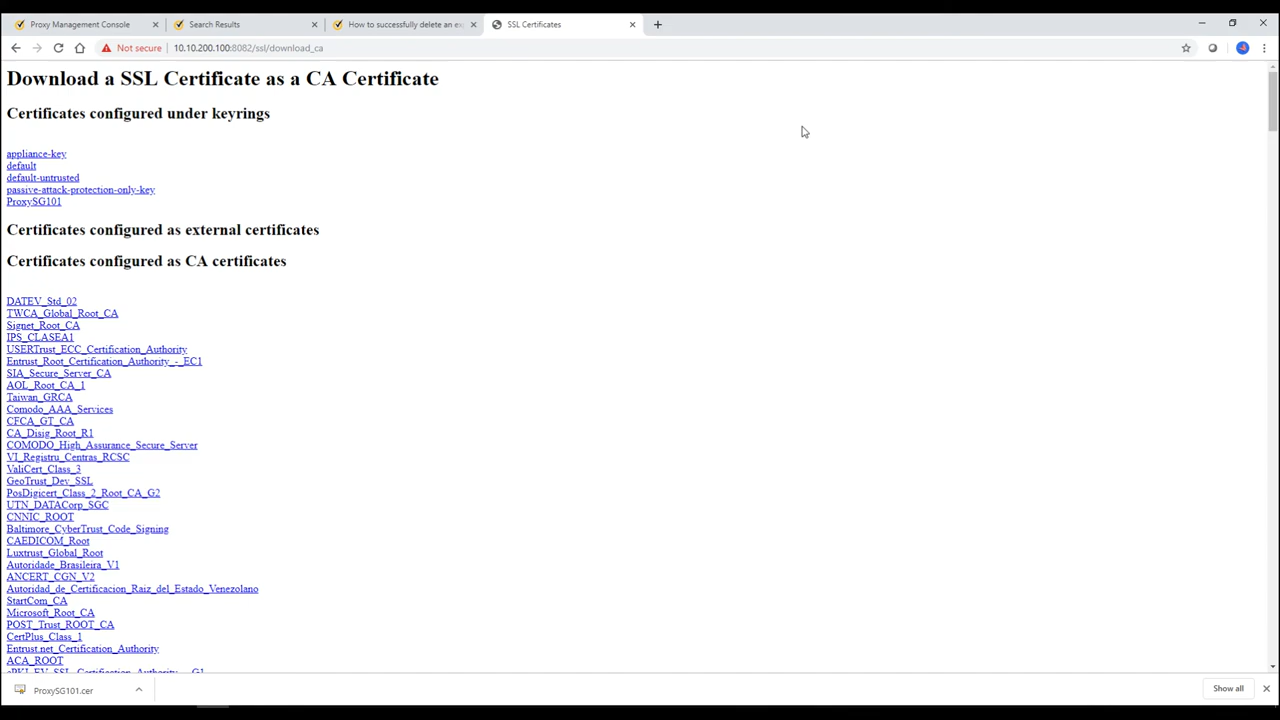 Proxy Management Console
Search Results
How to successfully delete an ex
SSL Certificates
Not secure
10.10.200.100:8082/ssl/download_ca
Download a SSL Certificate as a CA Certificate
Certificates configured under keyrings
appliance-key
default
default-untrusted
passive-attack-protection-only-key
ProxySG101
Certificates configured as external certificates
Certificates configured as CA certificates
DATEV_Std_02
TWCA_Global_Root_CA
Signet_Root_CA
IPS_CLASEA1
USERTrust_ECC_Certification_Authority
Entrust_Root_Certification_Authority_-_EC1
SIA_Secure_Server_CA
AOL_Root_CA_1
Taiwan_GRCA
Comodo_AAA_Services
CFCA_GT_CA
CA_Disig_Root_R1
COMODO_High_Assurance_Secure_Server
VI_Registru_Centras_RCSC
ValiCert_Class_3
GeoTrust_Dev_SSL
PosDigicert_Class_2_Root_CA_G2
UTN_DATACorp_SGC
CNNIC_ROOT
Baltimore_CyberTrust_Code_Signing
CAEDICOM_Root
Luxtrust_Global_Root
Autoridade_Brasileira_V1
ANCERT_CGN_V2
Autoridad_de_Certificacion_Raiz_del_Estado_Venezolano
StartCom_CA
Microsoft_Root_CA
POST_Trust_ROOT_CA
CertPlus_Class_1
Entrust.net_Certification_Authority
ACA_ROOT
ePKI_EV_SSL_Certification_Authority_-_G1
ProxySG101.cer
Show all